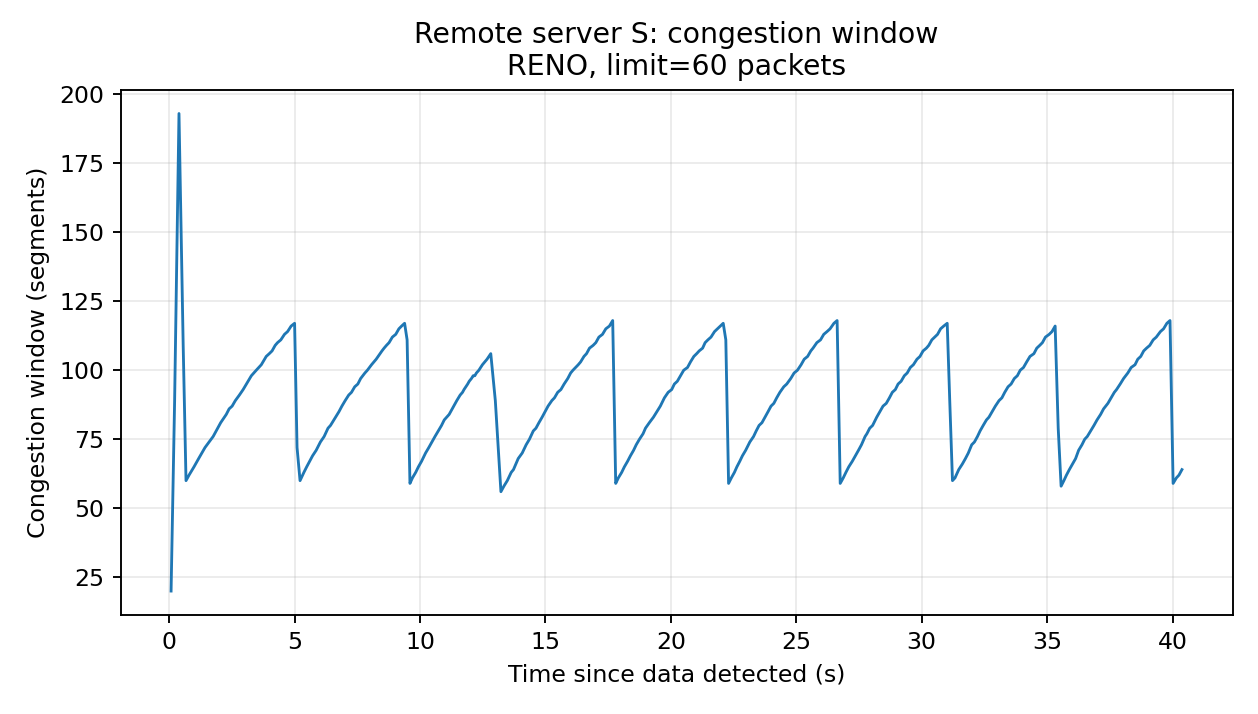 Remote server S: congestion window
RENO, limit=60 packets
200
175
150
125
100
75
50
25
Congestion window (segments)
0 5 10 15 20 25 30 35 40
Time since data detected (s)